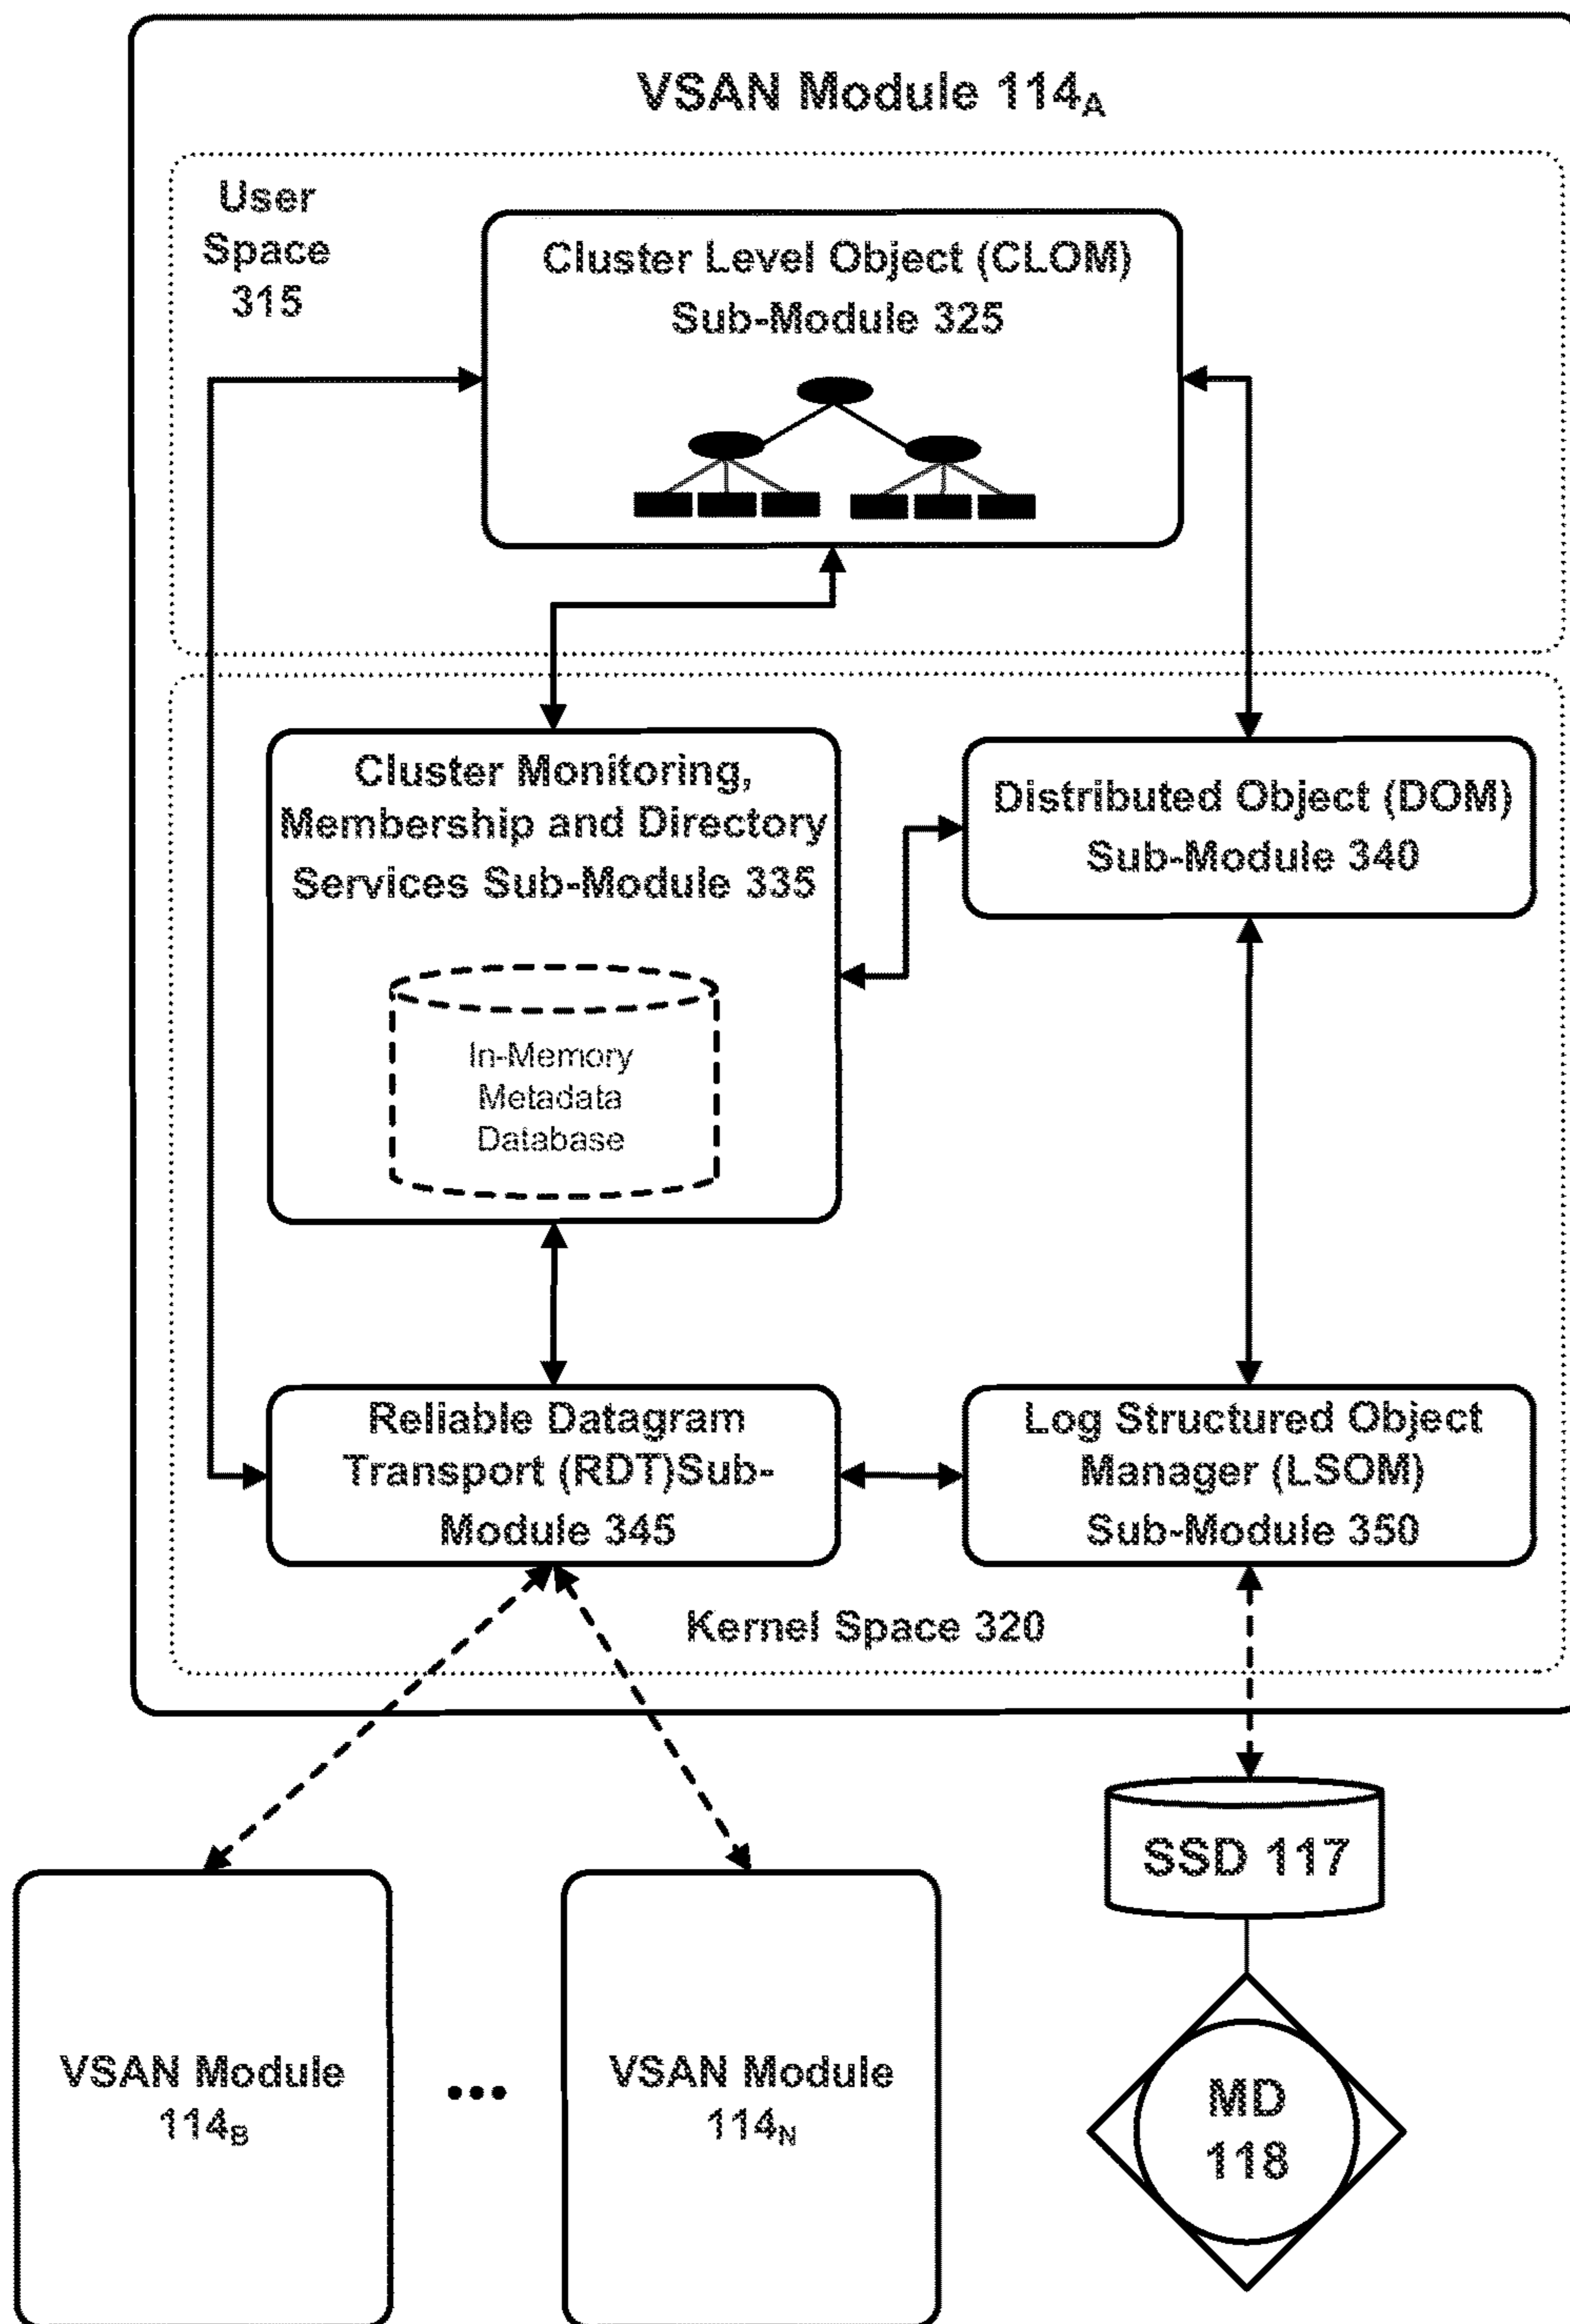 VSAN Module 114A
User
Space
315
Cluster Level Object (CLOM)
Sub-Module 325
Cluster Monitoring,
Membership and Directory
Services Sub-Module 335
In-Memory
Metadata
Database
Distributed Object (DOM)
Sub-Module 340
Reliable Datagram
Transport (RDT)Sub-
Module 345
Log Structured Object
Manager (LSOM)
Sub-Module 350
Kernel Space 320
SSD 117
MD
118
VSAN Module
114B
•••
VSAN Module
114N